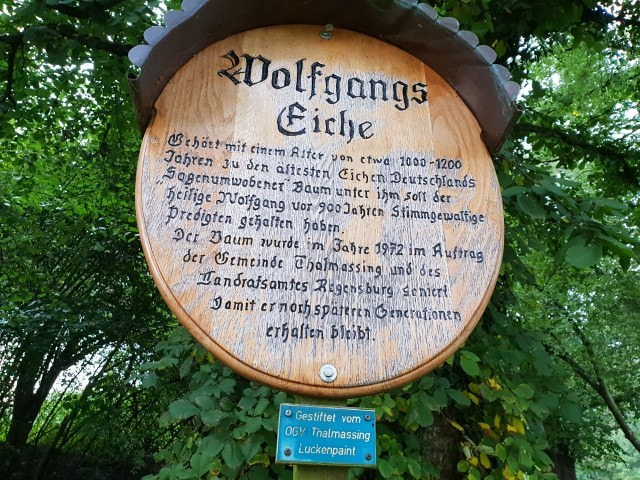 Wolfgangs
Eiche
Gehört mit einem Alter von etwa 1000-1200
Jahren zu den ältesten Eichen Deutschlands
„Sagenumwobener" Baum unter ihm soll der
heilige Wolfgang vor 900 Jahren Stimmgewaltige
Predigten gehalten haben.
Der Baum wurde im Jahre 1972 im Auftrag
der Gemeinde Thalmassing und des
Landratsamtes Regensburg saniert
Damit er noch späteren Generationen
erhalten bleibt.
Gestiftet vom
OGV Thalmassing
Luckenpaint